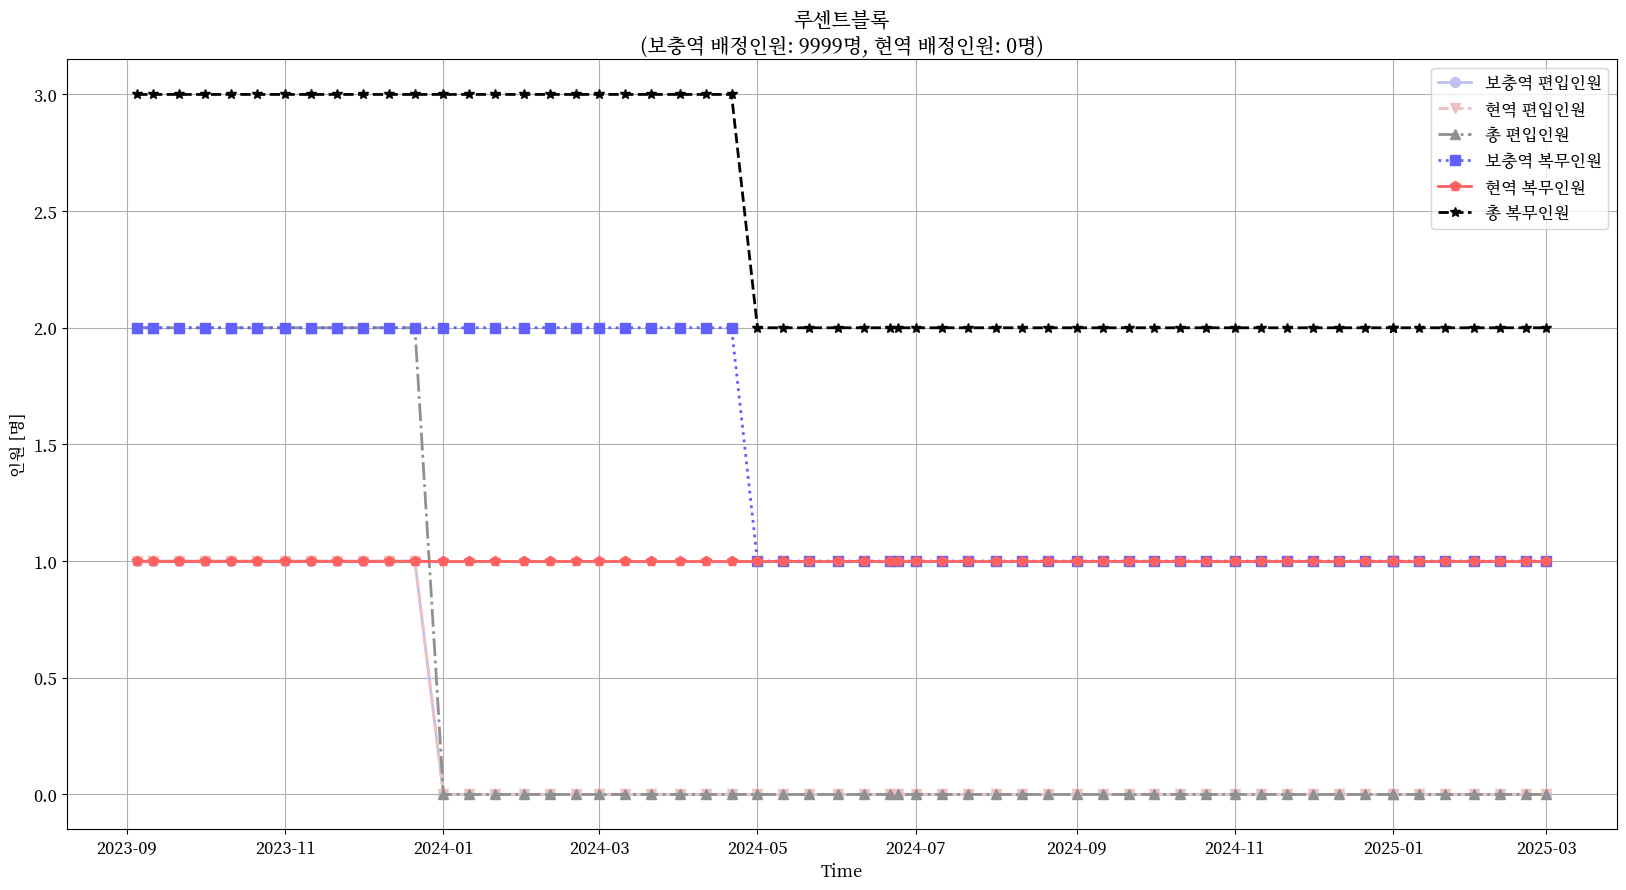 루센트블록
(보충역 배정인원: 9999명, 현역 배정인원: 0명)
보충역 편입인원
현역 편입인원
총 편입인원
보충역 복무인원
현역 복무인원
총 복무인원
인원 [명]
3.0
2.5
2.0
1.5
1.0
0.5
0.0
2023-09 2023-11 2024-01 2024-03 2024-05 2024-07 2024-09 2024-11 2025-01 2025-03
Time